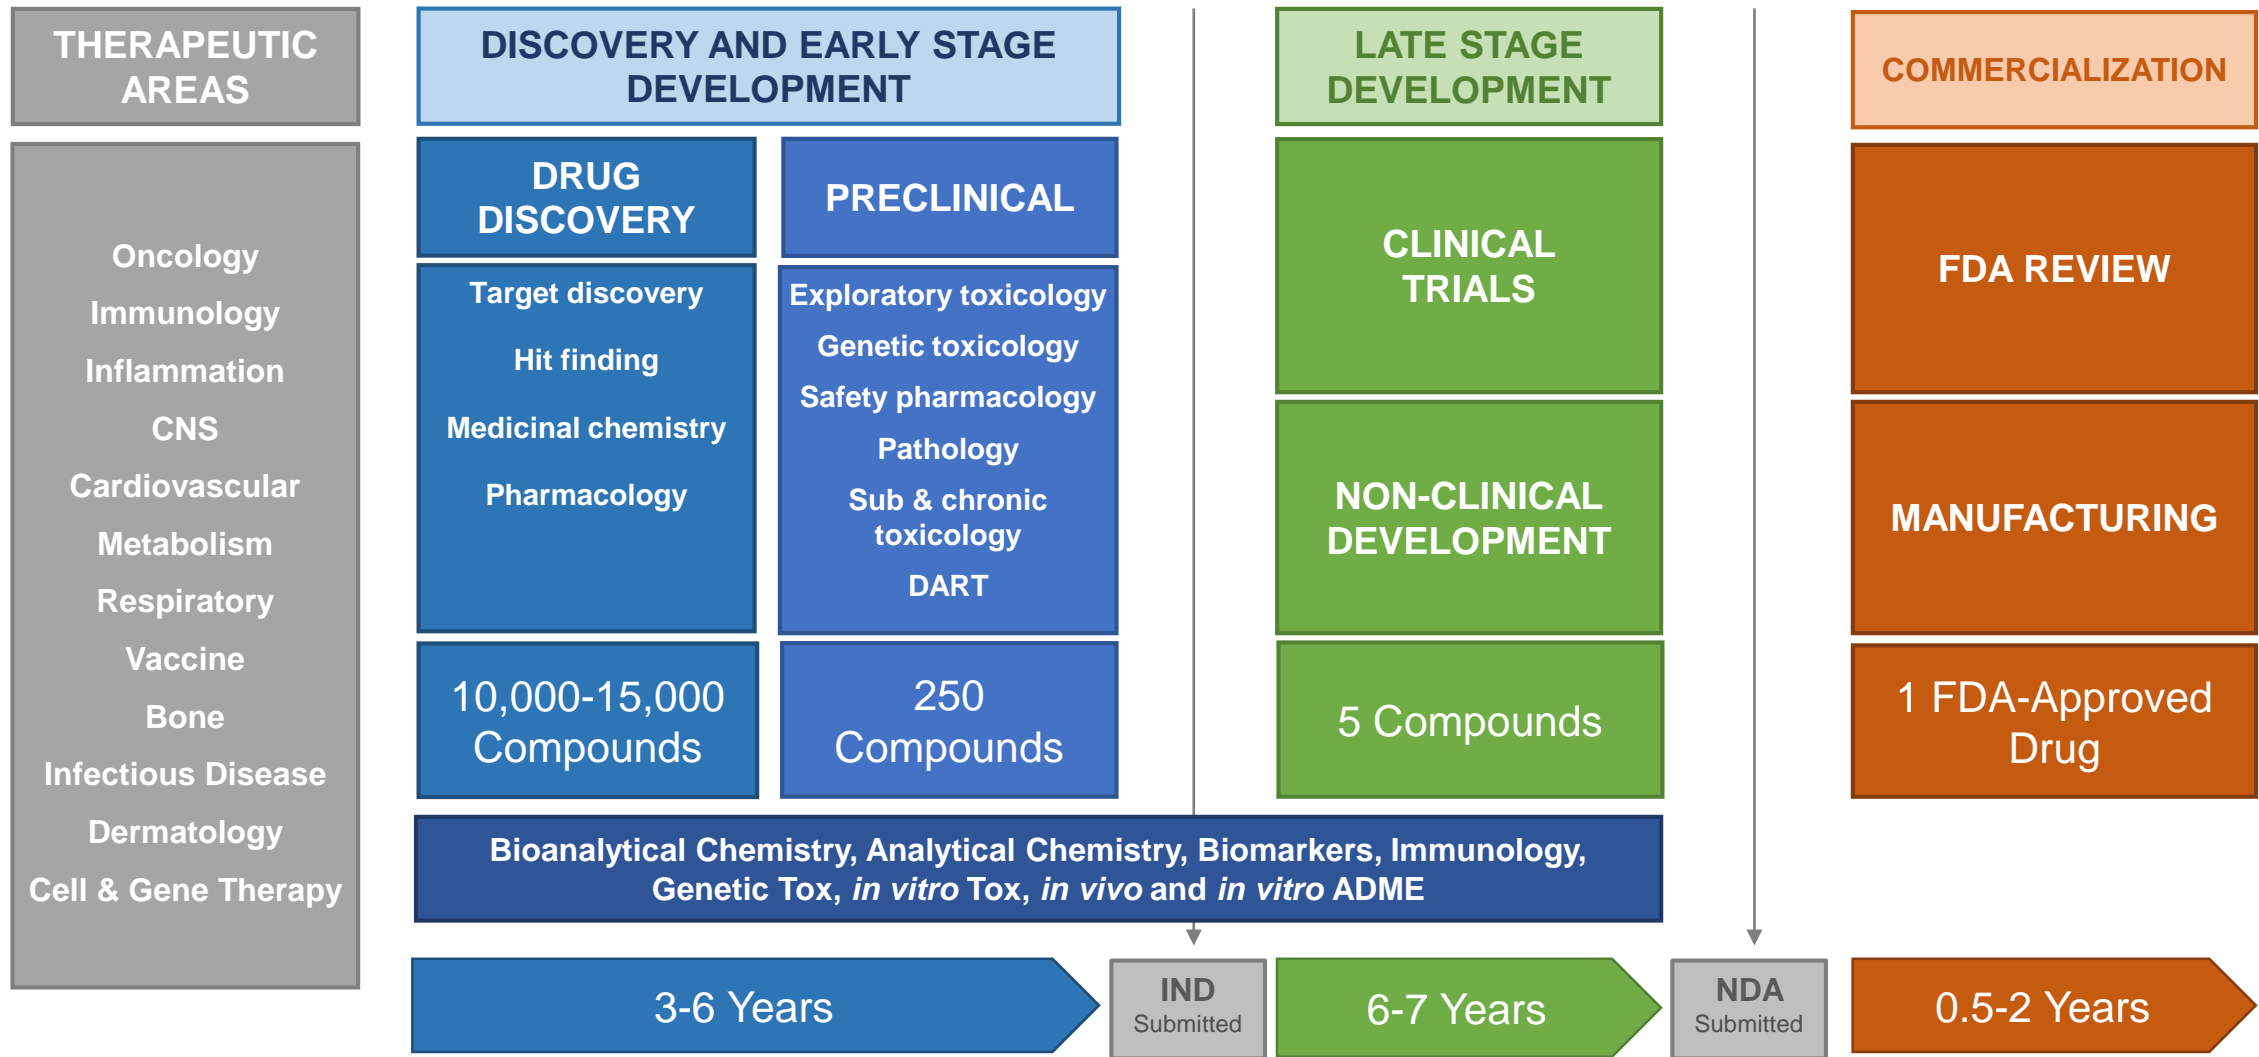 THERAPEUTIC
AREAS
Oncology
Immunology
Inflammation
CNS
Cardiovascular
Metabolism
Respiratory
Vaccine
Bone
Infectious Disease
Dermatology
Cell & Gene Therapy
DISCOVERY AND EARLY STAGE
DEVELOPMENT
DRUG
DISCOVERY
Target discovery
Hit finding
Medicinal chemistry
Pharmacology
10,000-15,000
Compounds
PRECLINICAL
Exploratory toxicology
Genetic toxicology
Safety pharmacology
Pathology
Sub & chronic
toxicology
DART
250
Compounds
LATE STAGE
DEVELOPMENT
CLINICAL
TRIALS
NON-CLINICAL
DEVELOPMENT
5 Compounds
COMMERCIALIZATION
FDA REVIEW
MANUFACTURING
1 FDA-Approved
Drug
Bioanalytical Chemistry, Analytical Chemistry, Biomarkers, Immunology,
Genetic Tox, in vitro Tox, in vivo and in vitro ADME
3-6 Years
IND
Submitted
6-7 Years
NDA
Submitted
0.5-2 Years